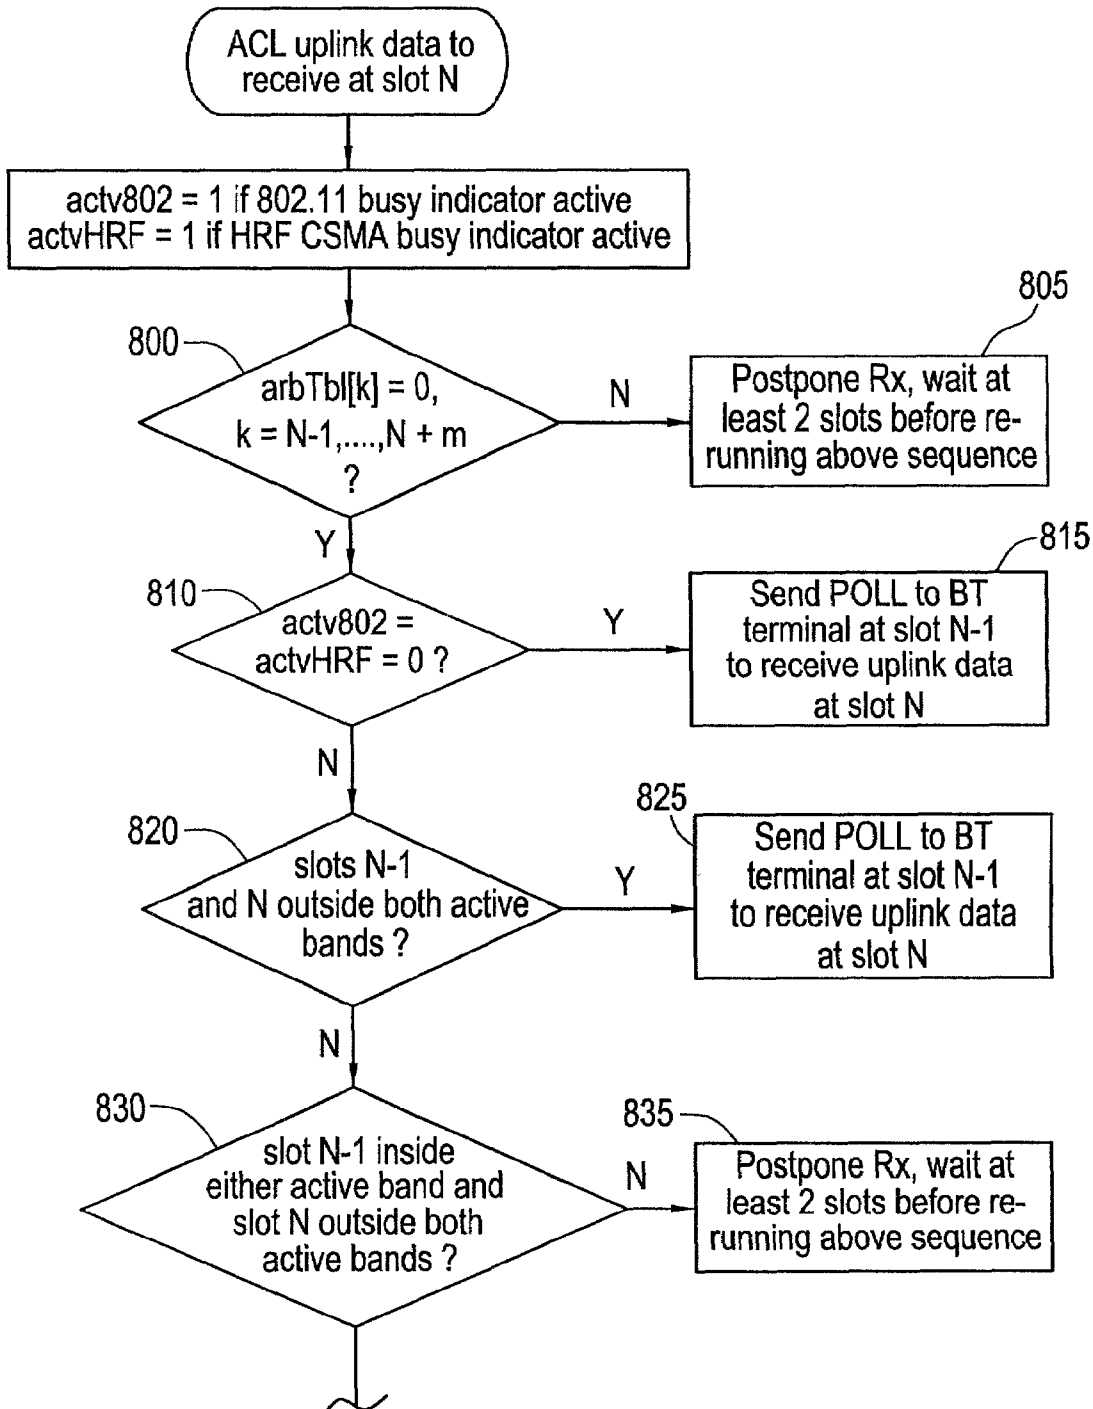 ACL uplink data to
receive at slot N
actv802 = 1 if 802.11 busy indicator active
actvHRF = 1 if HRF CSMA busy indicator active
800
arbTbl[k] = 0,
k = N-1,....,N + m
?
N
805
Postpone Rx, wait at
least 2 slots before re-
running above sequence
Y
810
actv802 =
actvHRF = 0 ?
Y
815
Send POLL to BT
terminal at slot N-1
to receive uplink data
at slot N
N
820
slots N-1
and N outside both active
bands ?
Y
825
Send POLL to BT
terminal at slot N-1
to receive uplink data
at slot N
N
830
slot N-1 inside
either active band and
slot N outside both
active bands ?
N
835
Postpone Rx, wait at
least 2 slots before re-
running above sequence